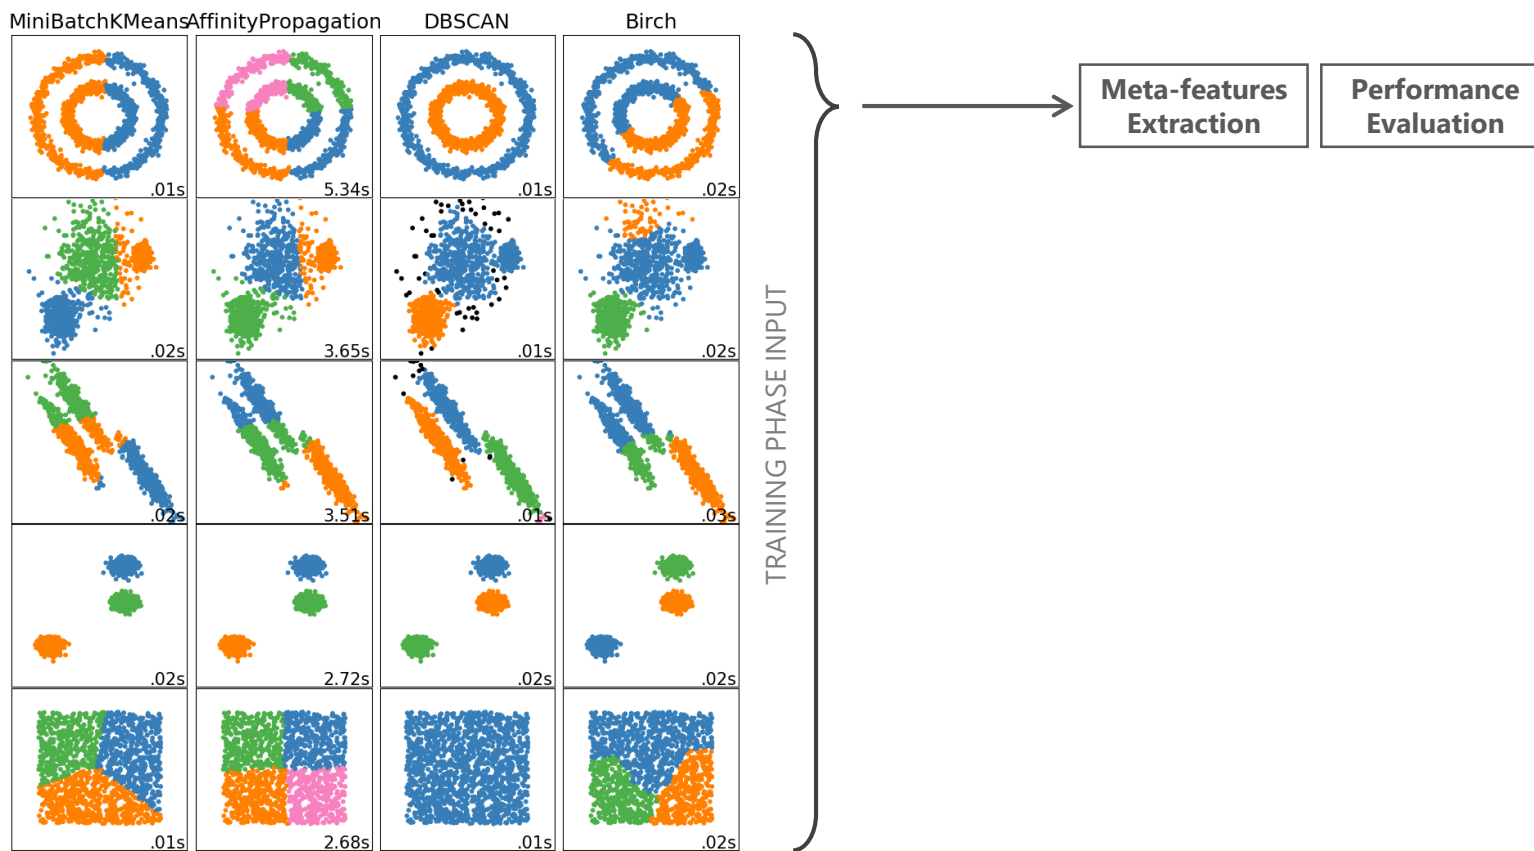 MiniBatchKMeans AffinityPropagation DBSCAN Birch
.01s 5.34s .01s .02s
.02s 3.65s .01s .02s
.02s 3.51s .01s .03s
.02s 2.72s .02s .02s
.01s 2.68s .01s .02s
TRAINING PHASE INPUT
Meta-features
Extraction
Performance
Evaluation